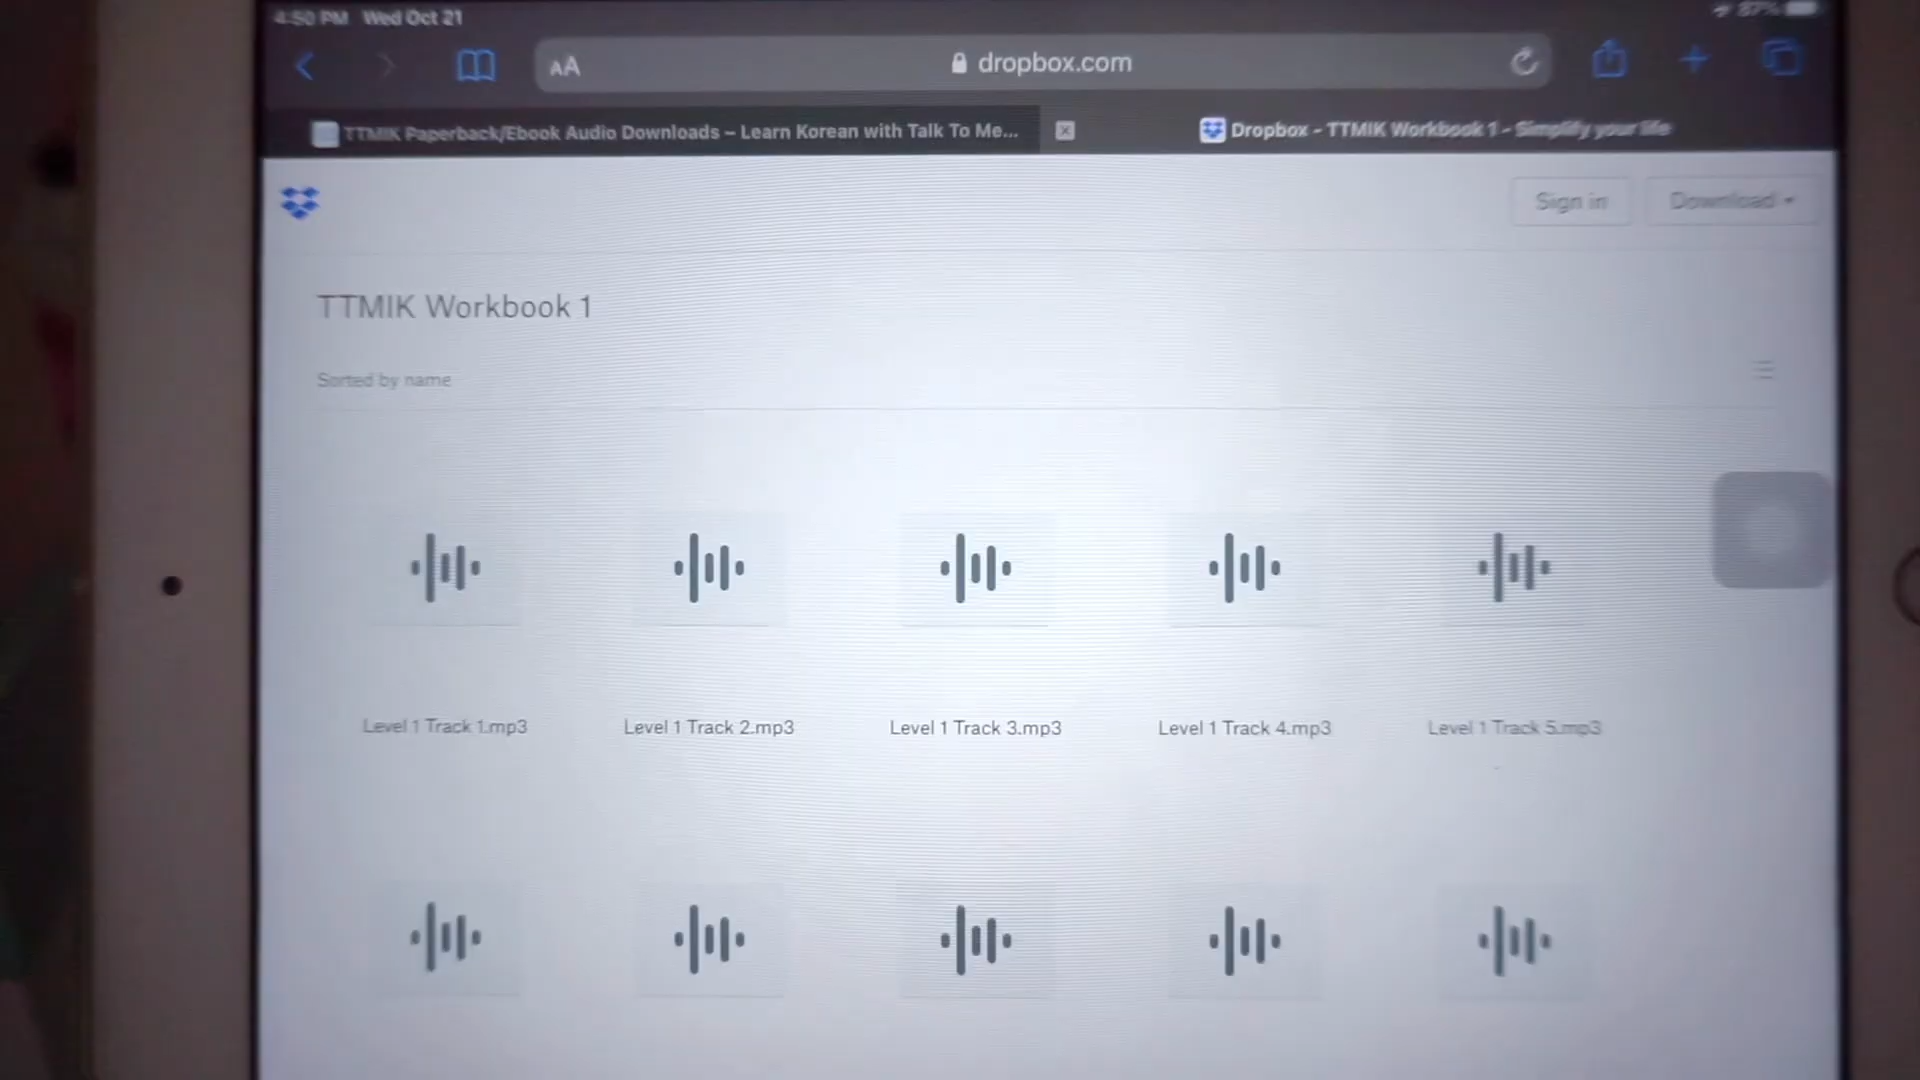 4:50 PM Wed Oct 21
87%
AA
dropbox.com
TTMIK Paperback/Ebook Audio Downloads – Learn Korean with Talk To Me...
Dropbox - TTMIK Workbook 1 - Simplify your life
Sign in
Download
TTMIK Workbook 1
Sorted by name
Level 1 Track 1.mp3
Level 1 Track 2.mp3
Level 1 Track 3.mp3
Level 1 Track 4.mp3
Level 1 Track 5.mp3